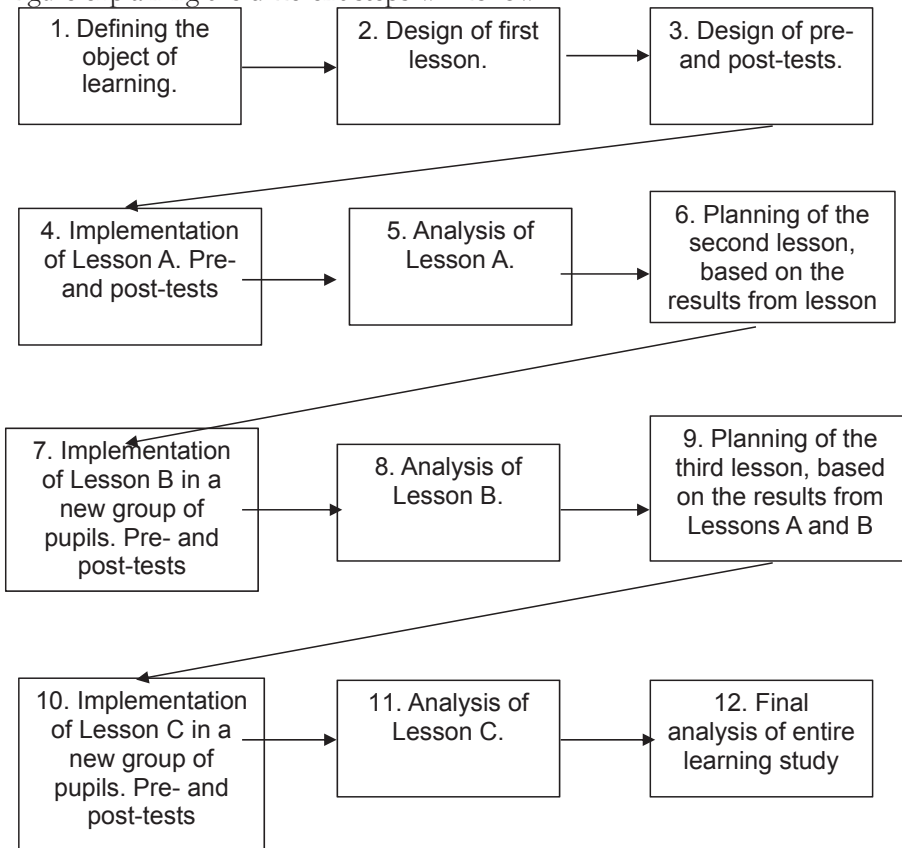 1. Defining the
object of
learning.
2. Design of first
lesson.
3. Design of pre-
and post-tests.
4. Implementation
of Lesson A. Pre-
and post-tests
5. Analysis of
Lesson A.
6. Planning of the
second lesson,
based on the
results from lesson
7. Implementation
of Lesson B in a
new group of
pupils. Pre- and
post-tests
8. Analysis of
Lesson B.
9. Planning of the
third lesson, based
on the results from
Lessons A and B
10. Implementation
of Lesson C in a
new group of
pupils. Pre- and
post-tests
11. Analysis of
Lesson C.
12. Final
analysis of entire
learning study